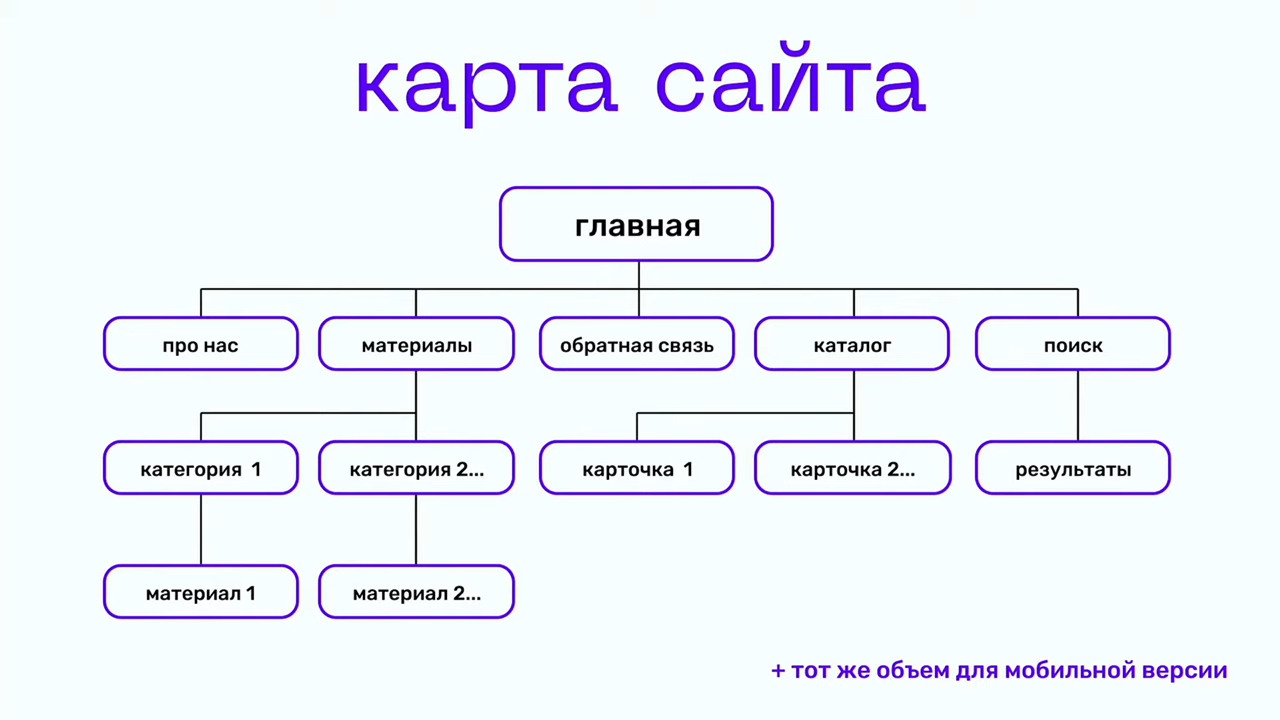 карта сайта
главная
про нас
материалы
обратная связь
каталог
поиск
категория 1
категория 2...
карточка 1
карточка 2...
результаты
материал 1
материал 2...
+ тот же объем для мобильной версии